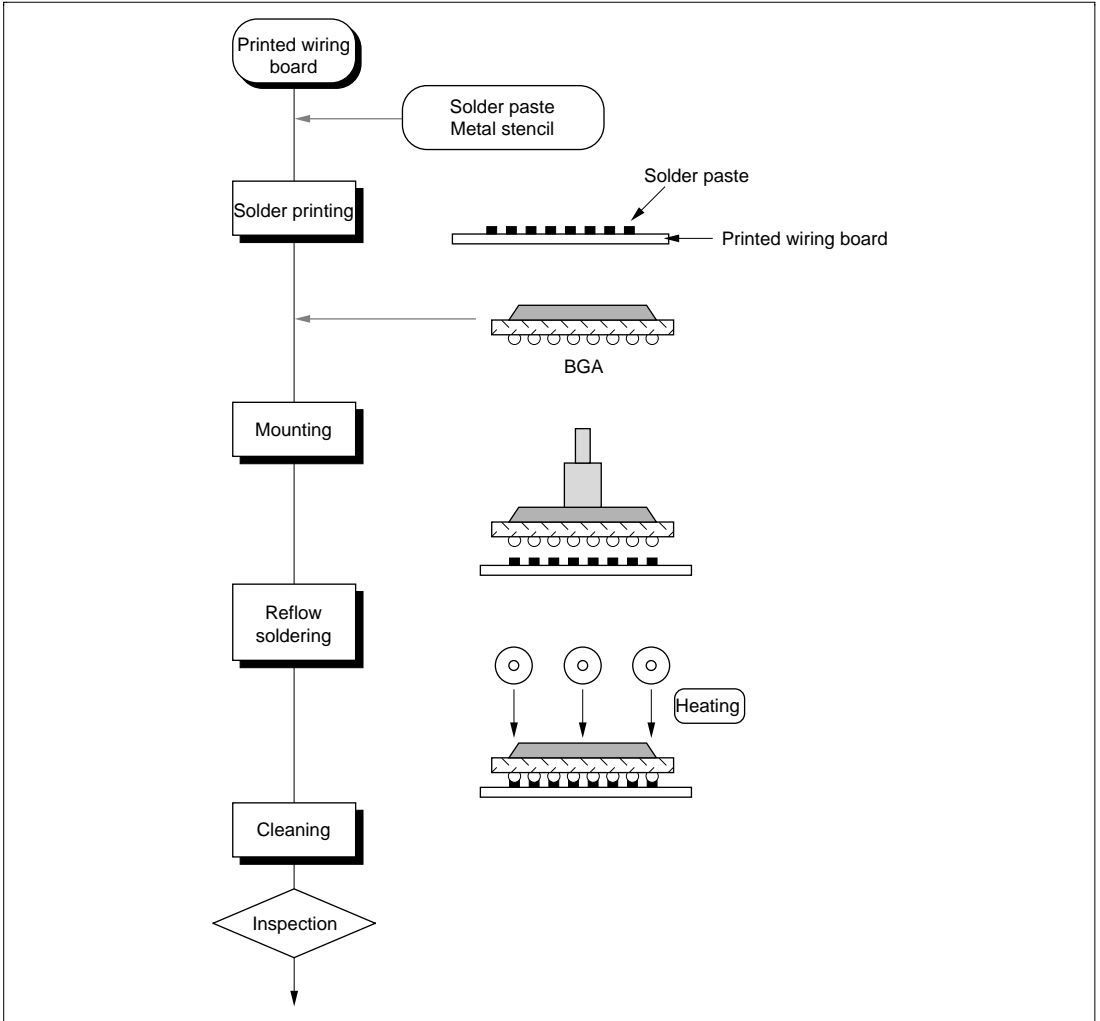 Printed wiring
board
Solder paste
Metal stencil
Solder printing
Solder paste
Printed wiring board
BGA
Mounting
Reflow
soldering
Heating
Cleaning
Inspection